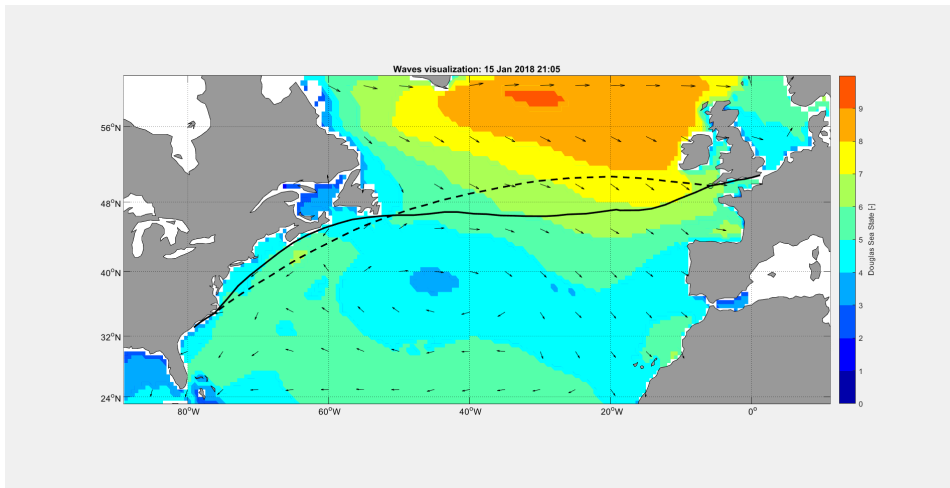 Waves visualization: 15 Jan 2018 21:05
56°N
48°N
40°N
32°N
24°N
80°W
60°W
40°W
20°W
0°
9
8
7
6
5
4
3
2
1
0
Douglas Sea State [-]